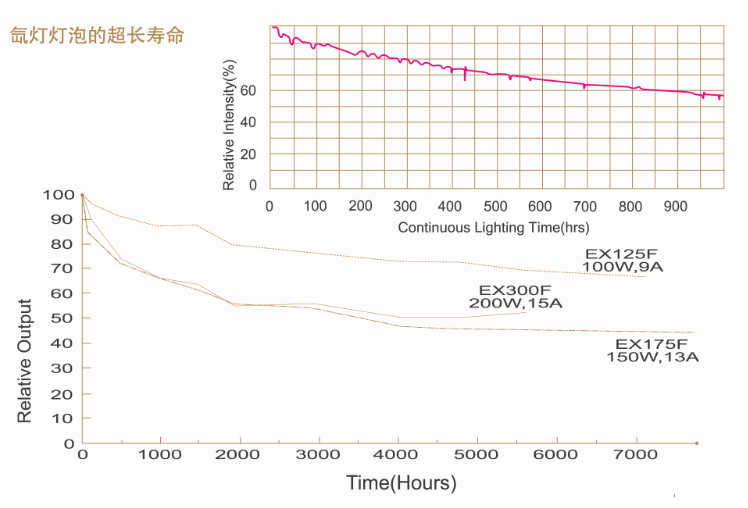 氙灯灯泡的超长寿命
Relative Intensity(%)
60
40
20
0
0 100 200 300 400 500 600 700 800 900
Continuous Lighting Time(hrs)
Relative Output
100
90
80
70
60
50
40
30
20
10
0
EX125F
100W,9A
EX300F
200W,15A
EX175F
150W,13A
0 1000 2000 3000 4000 5000 6000 7000
Time(Hours)